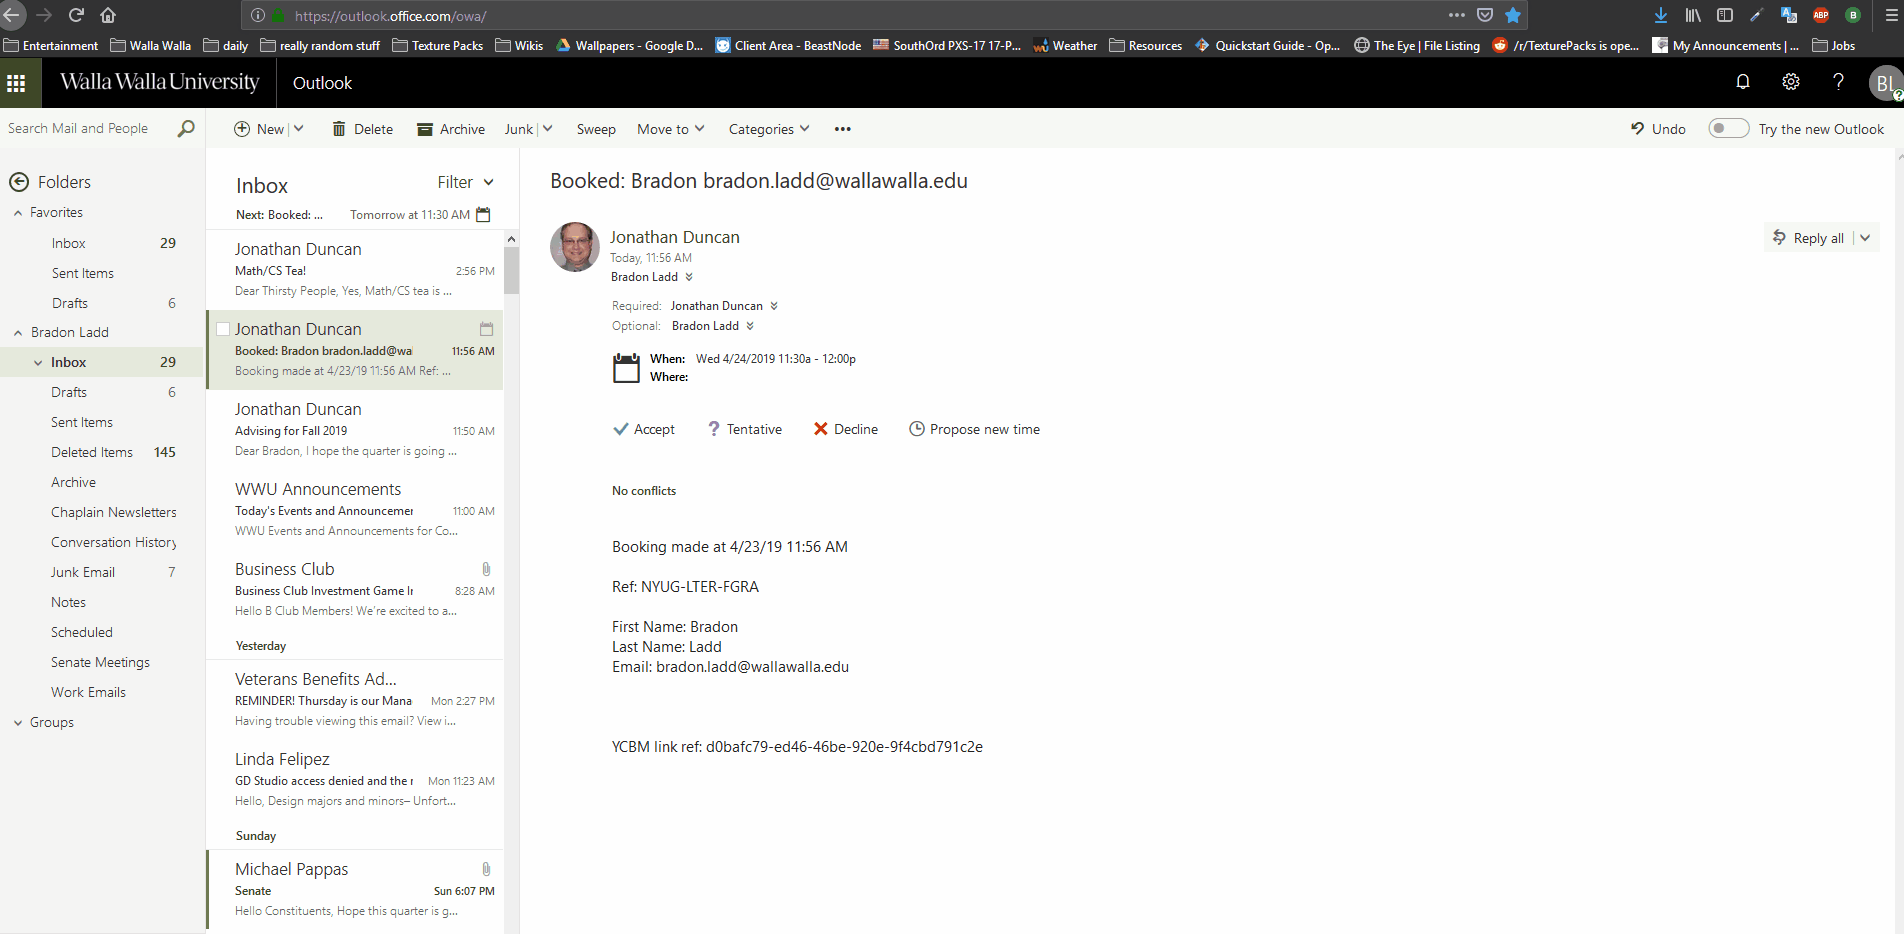 https://outlook.office.com/owa/
Entertainment
Walla Walla
daily
really random stuff
Texture Packs
Wikis
Wallpapers - Google D...
Client Area - BeastNode
SouthOrd PXS-17 17-P...
Weather
Resources
Quickstart Guide - Op...
The Eye | File Listing
/r/TexturePacks is ope...
My Announcements | ...
Jobs
Walla Walla University
Outlook
BL
Search Mail and People
New
Delete
Archive
Junk
Sweep
Move to
Categories
Undo
Try the new Outlook
Folders
Favorites
Inbox 29
Sent Items
Drafts 6
Bradon Ladd
Inbox 29
Drafts 6
Sent Items
Deleted Items 145
Archive
Chaplain Newsletters
Conversation History
Junk Email 7
Notes
Scheduled
Senate Meetings
Work Emails
Groups
Inbox
Filter
Next: Booked: ... Tomorrow at 11:30 AM
Jonathan Duncan
Math/CS Tea! 2:56 PM
Dear Thirsty People, Yes, Math/CS tea is ...
Jonathan Duncan
Booked: Bradon bradon.ladd@wal 11:56 AM
Booking made at 4/23/19 11:56 AM Ref: ...
Jonathan Duncan
Advising for Fall 2019 11:50 AM
Dear Bradon, I hope the quarter is going ...
WWU Announcements
Today's Events and Announcemer 11:00 AM
WWU Events and Announcements for Co...
Business Club
Business Club Investment Game Ir 8:28 AM
Hello B Club Members! We're excited to a...
Yesterday
Veterans Benefits Ad...
REMINDER! Thursday is our Mana Mon 2:27 PM
Having trouble viewing this email? View i...
Linda Felipez
GD Studio access denied and the r Mon 11:23 AM
Hello, Design majors and minors– Unfort...
Sunday
Michael Pappas
Senate Sun 6:07 PM
Hello Constituents, Hope this quarter is g...
Booked: Bradon bradon.ladd@wallawalla.edu
Jonathan Duncan
Today, 11:56 AM
Bradon Ladd
Reply all
Required: Jonathan Duncan
Optional: Bradon Ladd
When: Wed 4/24/2019 11:30a - 12:00p
Where:
Accept
Tentative
Decline
Propose new time
No conflicts
Booking made at 4/23/19 11:56 AM
Ref: NYUG-LTER-FGRA
First Name: Bradon
Last Name: Ladd
Email: bradon.ladd@wallawalla.edu
YCBM link ref: d0bafc79-ed46-46be-920e-9f4cbd791c2e